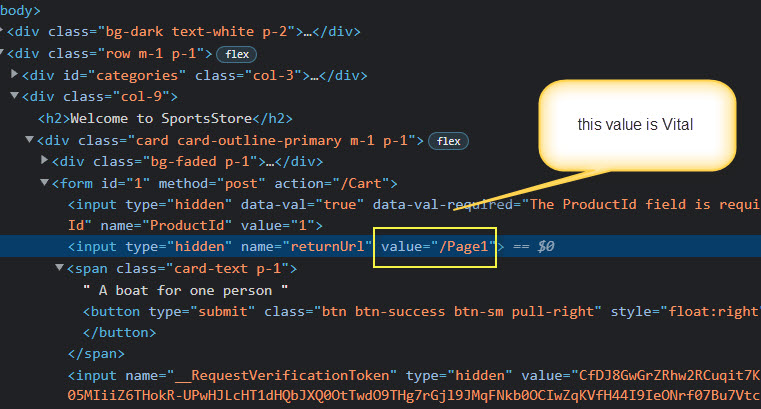 body>
<div class="bg-dark text-white p-2">…</div>
<div class="row m-1 p-1"> flex
<div id="categories" class="col-3">…</div>
<div class="col-9">
<h2>Welcome to SportsStore</h2>
<div class="card card-outline-primary m-1 p-1"> flex
<div class="bg-faded p-1">…</div>
<form id="1" method="post" action="/Cart">
<input type="hidden" data-val="true" data-val-required="The ProductId field is requi
Id" name="ProductId" value="1">
<input type="hidden" name="returnUrl" value="/Page1"> == $0
<span class="card-text p-1">
" A boat for one person "
<button type="submit" class="btn btn-success btn-sm pull-right" style="float:right"
</button>
</span>
<input name="__RequestVerificationToken" type="hidden" value="CfDJ8GwGrZRhw2RCuqit7K
05MIiiZ6THokR-UPwHJLcHT1dHQbJXQ0OtTwdO9THg7rGjl9JMqFNkb0OCIwZqKVfH44I9IeONrf07Bu7Vtc
this value is Vital